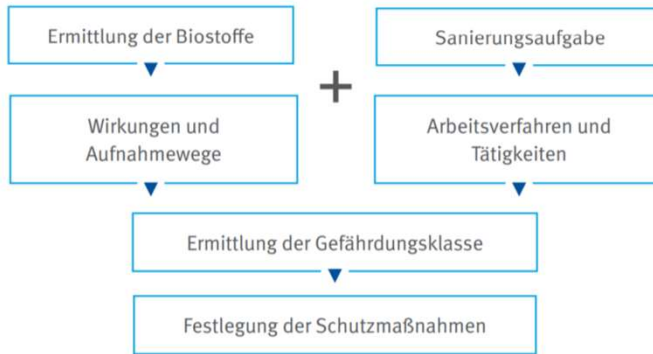 Ermittlung der Biostoffe
Sanierungsaufgabe
+
Wirkungen und
Aufnahmewege
Arbeitsverfahren und
Tätigkeiten
Ermittlung der Gefährdungsklasse
Festlegung der Schutzmaßnahmen